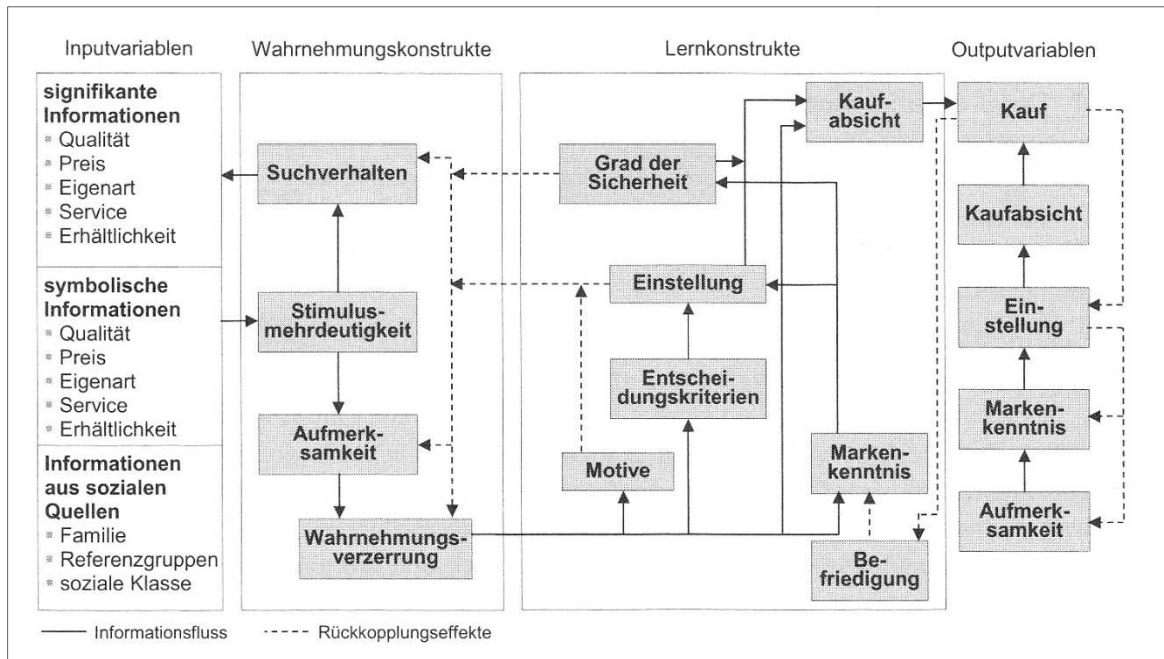 Inputvariablen
Wahrnehmungskonstrukte
Lernkonstrukte
Outputvariablen
signifikante
Informationen
Qualität
Preis
Eigenart
Service
Erhältlichkeit
symbolische
Informationen
Qualität
Preis
Eigenart
Service
Erhältlichkeit
Informationen
aus sozialen
Quellen
Familie
Referenzgruppen
soziale Klasse
Suchverhalten
Stimulus-
mehrdeutigkeit
Aufmerk-
samkeit
Wahrnehmungs-
verzerrung
Kauf-
absicht
Grad der
Sicherheit
Einstellung
Entschei-
dungskriterien
Motive
Marken-
kenntnis
Be-
friedigung
Kauf
Kaufabsicht
Ein-
stellung
Marken-
kenntnis
Aufmerk-
samkeit
Informationsfluss
Rückkopplungseffekte